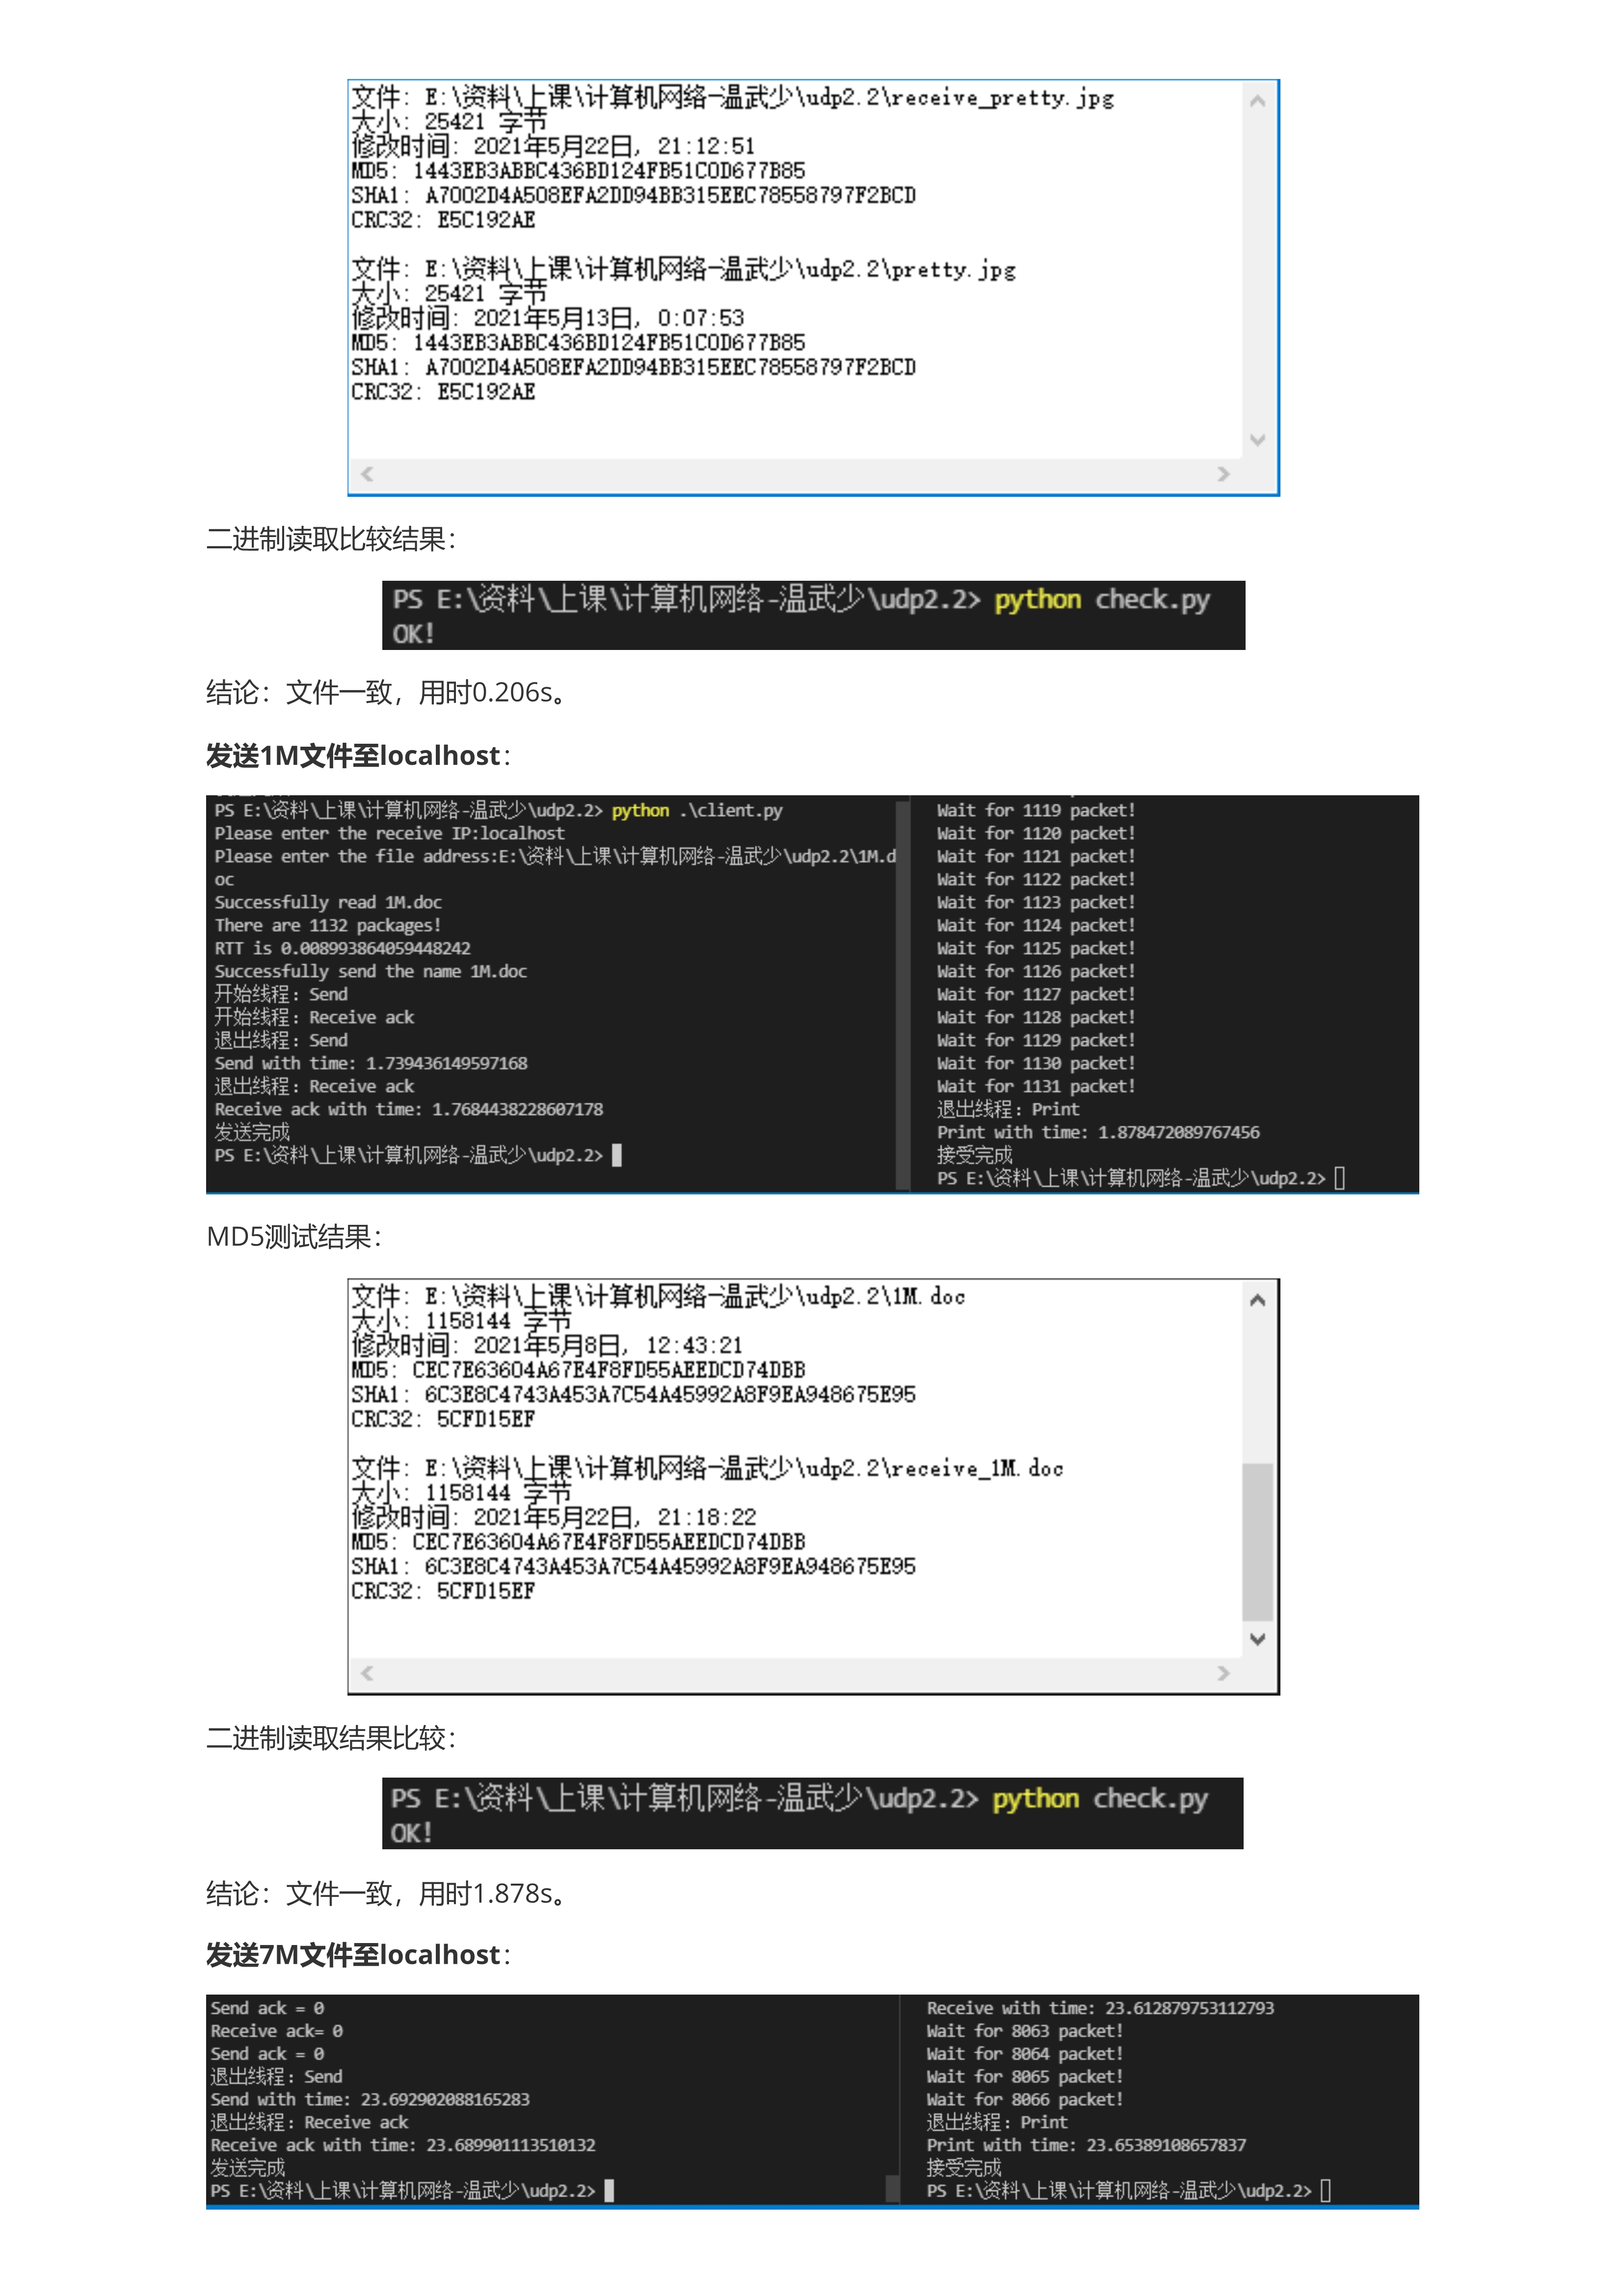 文件: E:\资料\上课\计算机网络-温武少\udp2.2\receive_pretty.jpg
大小: 25421 字节
修改时间: 2021年5月22日, 21:12:51
MD5: 1443EB3ABBC436BD124FB51C0D677B85
SHA1: A7002D4A508EFA2DD94BB315EEC78558797F2BCD
CRC32: E5C192AE
文件: E:\资料\上课\计算机网络-温武少\udp2.2\pretty.jpg
大小: 25421 字节
修改时间: 2021年5月13日, 0:07:53
MD5: 1443EB3ABBC436BD124FB51C0D677B85
SHA1: A7002D4A508EFA2DD94BB315EEC78558797F2BCD
CRC32: E5C192AE
二进制读取比较结果：
PS E:\资料\上课\计算机网络-温武少\udp2.2> python check.py
OK!
结论：文件一致，用时0.206s。
发送1M文件至localhost：
PS E:\资料\上课\计算机网络-温武少\udp2.2> python .\client.py
Please enter the receive IP:localhost
Please enter the file address:E:\资料\上课\计算机网络-温武少\udp2.2\1M.d
oc
Successfully read 1M.doc
There are 1132 packages!
RTT is 0.008993864059448242
Successfully send the name 1M.doc
开始线程: Send
开始线程: Receive ack
退出线程: Send
Send with time: 1.739436149597168
退出线程: Receive ack
Receive ack with time: 1.7684438228607178
发送完成
PS E:\资料\上课\计算机网络-温武少\udp2.2>
Wait for 1119 packet!
Wait for 1120 packet!
Wait for 1121 packet!
Wait for 1122 packet!
Wait for 1123 packet!
Wait for 1124 packet!
Wait for 1125 packet!
Wait for 1126 packet!
Wait for 1127 packet!
Wait for 1128 packet!
Wait for 1129 packet!
Wait for 1130 packet!
Wait for 1131 packet!
退出线程: Print
Print with time: 1.878472089767456
接受完成
PS E:\资料\上课\计算机网络-温武少\udp2.2>
MD5测试结果：
文件: E:\资料\上课\计算机网络-温武少\udp2.2\1M.doc
大小: 1158144 字节
修改时间: 2021年5月8日, 12:43:21
MD5: CEC7E63604A67E4F8FD55AEEDCD74DBB
SHA1: 6C3E8C4743A453A7C54A45992A8F9EA948675E95
CRC32: 5CFD15EF
文件: E:\资料\上课\计算机网络-温武少\udp2.2\receive_1M.doc
大小: 1158144 字节
修改时间: 2021年5月22日, 21:18:22
MD5: CEC7E63604A67E4F8FD55AEEDCD74DBB
SHA1: 6C3E8C4743A453A7C54A45992A8F9EA948675E95
CRC32: 5CFD15EF
二进制读取结果比较：
PS E:\资料\上课\计算机网络-温武少\udp2.2> python check.py
OK!
结论：文件一致，用时1.878s。
发送7M文件至localhost：
Send ack = 0
Receive ack= 0
Send ack = 0
退出线程: Send
Send with time: 23.692902088165283
退出线程: Receive ack
Receive ack with time: 23.689901113510132
发送完成
PS E:\资料\上课\计算机网络-温武少\udp2.2>
Receive with time: 23.612879753112793
Wait for 8063 packet!
Wait for 8064 packet!
Wait for 8065 packet!
Wait for 8066 packet!
退出线程: Print
Print with time: 23.65389108657837
接受完成
PS E:\资料\上课\计算机网络-温武少\udp2.2>